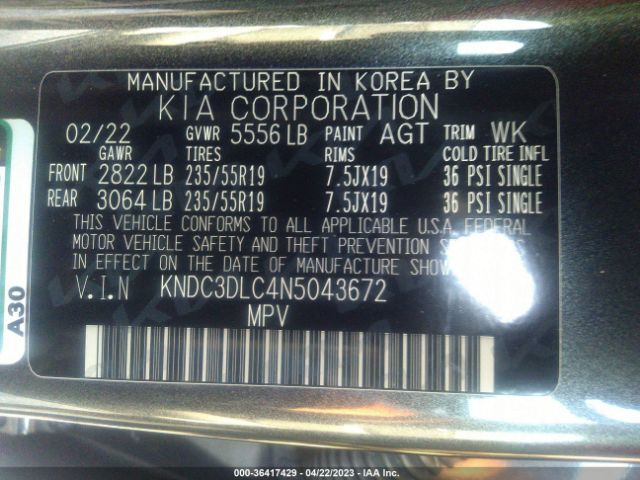 MANUFACTURED IN KOREA BY
KIA CORPORATION
02/22 GVWR 5556 LB PAINT AGT TRIM WK
GAWR TIRES RIMS COLD TIRE INFL
FRONT 2822 LB 235/55R19 7.5JX19 36 PSI SINGLE
REAR 3064 LB 235/55R19 7.5JX19 36 PSI SINGLE
THIS VEHICLE CONFORMS TO ALL APPLICABLE U.S.A. FEDERAL
MOTOR VEHICLE SAFETY AND THEFT PREVENTION
IN EFFECT ON THE DATE OF MANUFACTURE
V.I.N KNDC3DLC4N5043672
MPV
A30
000-36417429 - 04/22/2023 - IAA Inc.